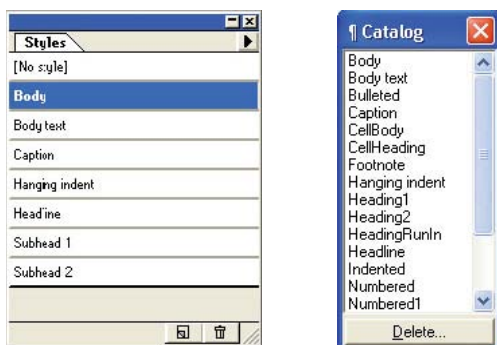 Styles
[No style]
Body
Body text
Caption
Hanging indent
Headline
Subhead 1
Subhead 2
¶ Catalog
Body
Body text
Bulleted
Caption
CellBody
CellHeading
Footnote
Hanging indent
Heading1
Heading2
HeadingRunIn
Headline
Indented
Numbered
Numbered1
Delete...